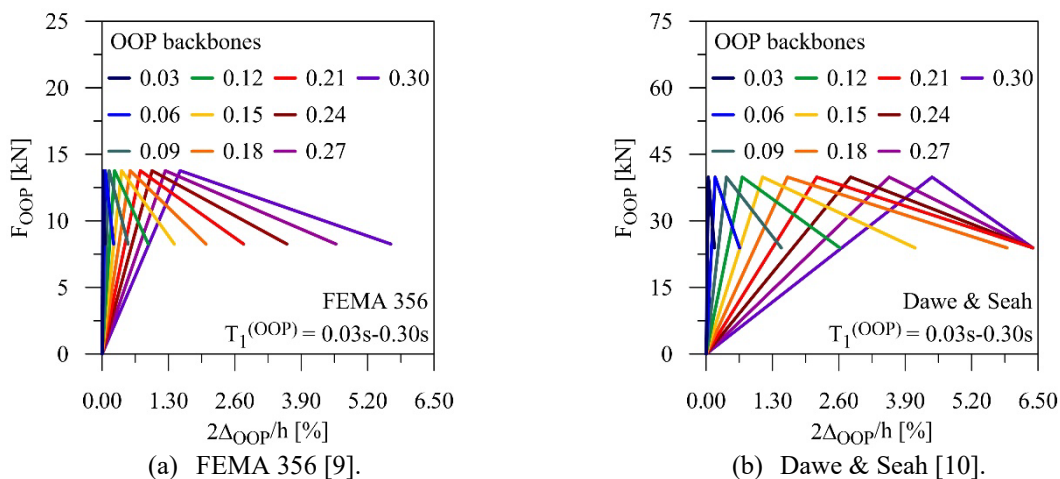 OOP backbones
0.03 0.12 0.21 0.30
0.06 0.15 0.24
0.09 0.18 0.27
25
20
15
10
5
0
F_OOP [kN]
FEMA 356
T₁^(OOP) = 0.03s-0.30s
0.00 1.30 2.60 3.90 5.20 6.50
2Δ_OOP/h [%]
(a) FEMA 356 [9].
OOP backbones
0.03 0.12 0.21 0.30
0.06 0.15 0.24
0.09 0.18 0.27
75
60
45
30
15
0
F_OOP [kN]
Dawe & Seah
T₁^(OOP) = 0.03s-0.30s
0.00 1.30 2.60 3.90 5.20 6.50
2Δ_OOP/h [%]
(b) Dawe & Seah [10].